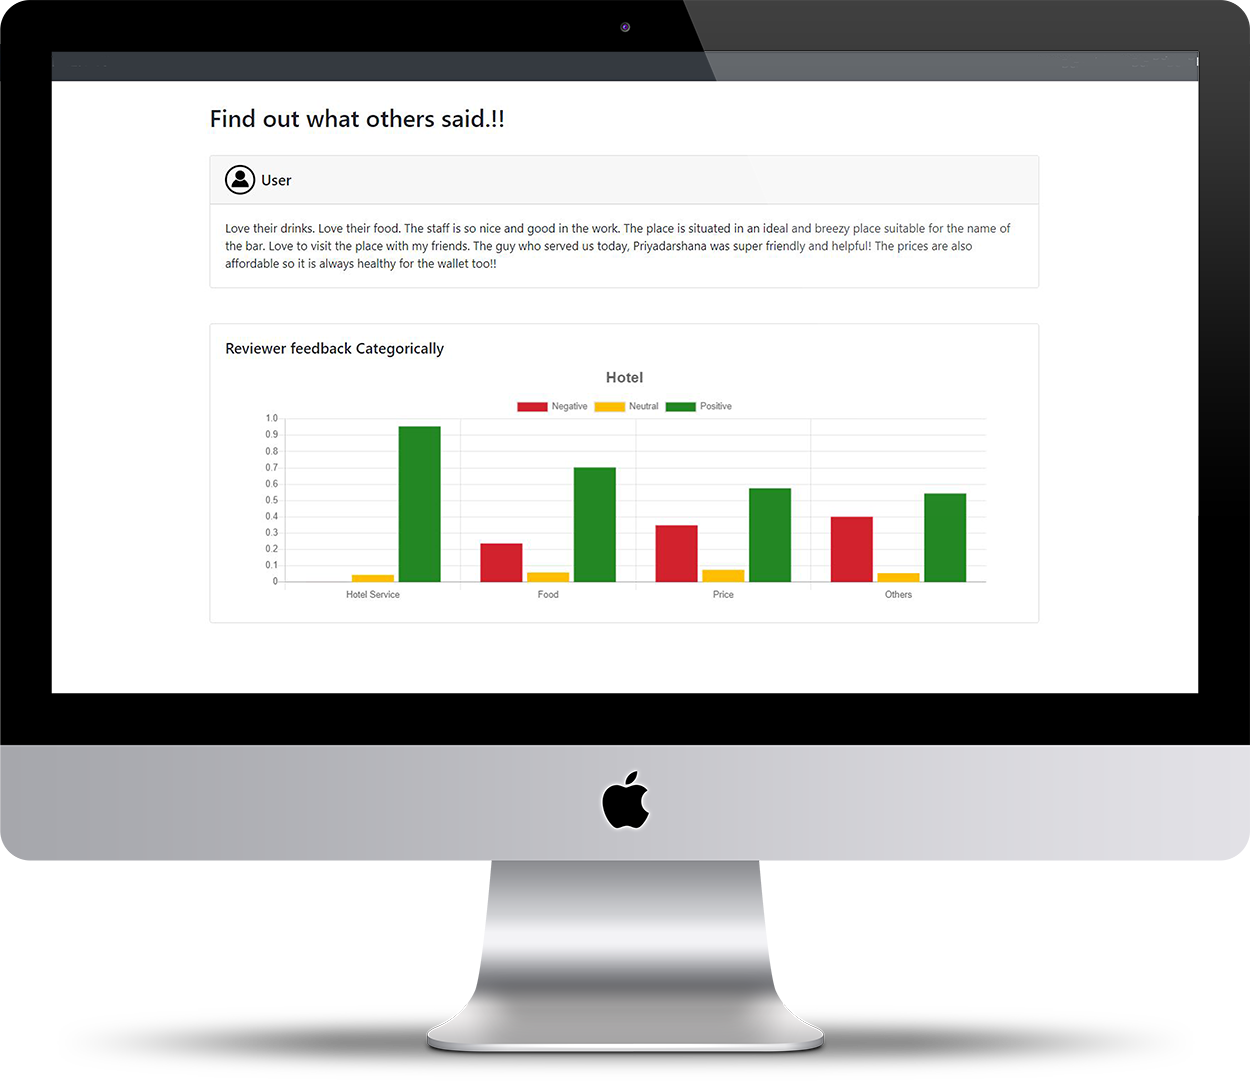 Find out what others said.!!
User
Love their drinks. Love their food. The staff is so nice and good in the work. The place is situated in an ideal and breezy place suitable for the name of
the bar. Love to visit the place with my friends. The guy who served us today, Priyadarshana was super friendly and helpful! The prices are also
affordable so it is always healthy for the wallet too!!
Reviewer feedback Categorically
Hotel
Negative Neutral Positive
1.0
0.9
0.8
0.7
0.6
0.5
0.4
0.3
0.2
0.1
0
Hotel Service Food Price Others